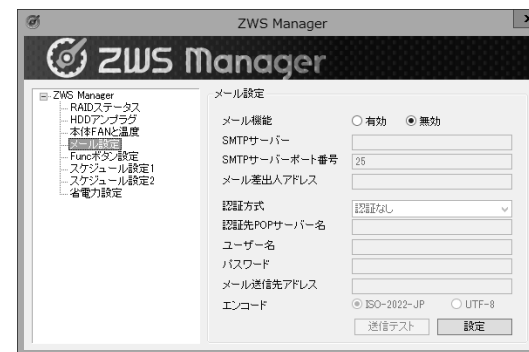 ZWS Manager
ZWS Manager
ZWS Manager
RAIDステータス
HDDアンプラグ
本体FANと温度
メール設定
Funcボタン設定
スケジュール設定1
スケジュール設定2
省電力設定
メール設定
メール機能 有効 無効
SMTPサーバー
SMTPサーバーポート番号 25
メール差出人アドレス
認証方式 認証なし
認証先POPサーバー名
ユーザー名
パスワード
メール送信先アドレス
エンコード ISO-2022-JP UTF-8
送信テスト 設定